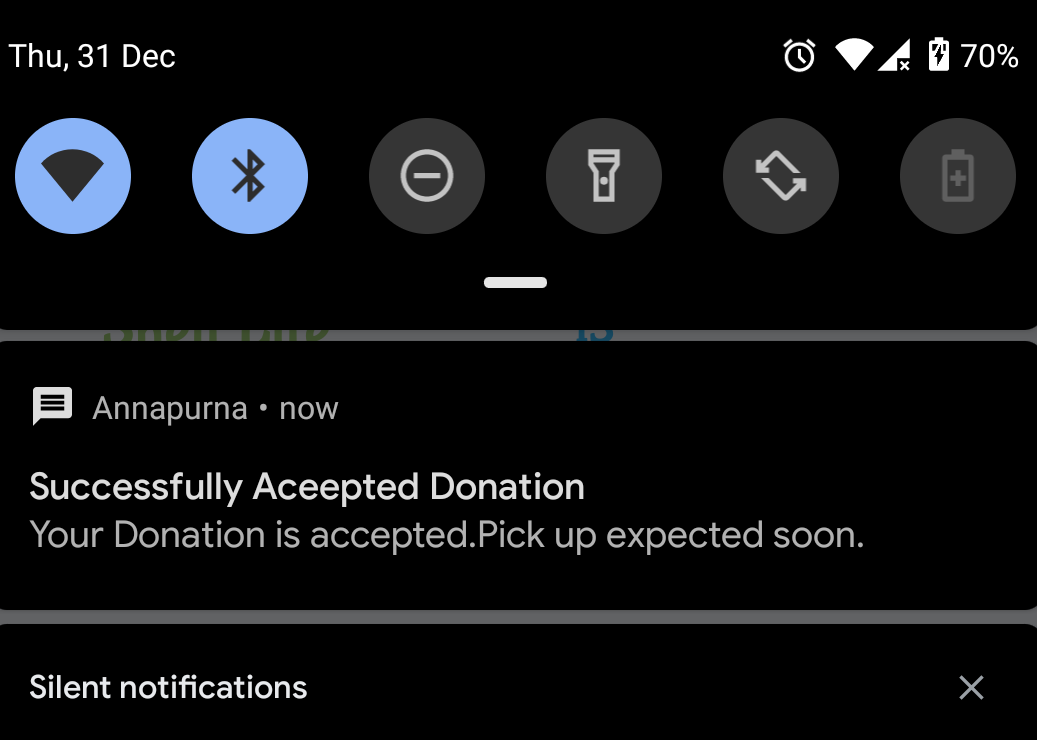 Thu, 31 Dec
70%
Annapurna • now
Successfully Aceepted Donation
Your Donation is accepted.Pick up expected soon.
Silent notifications